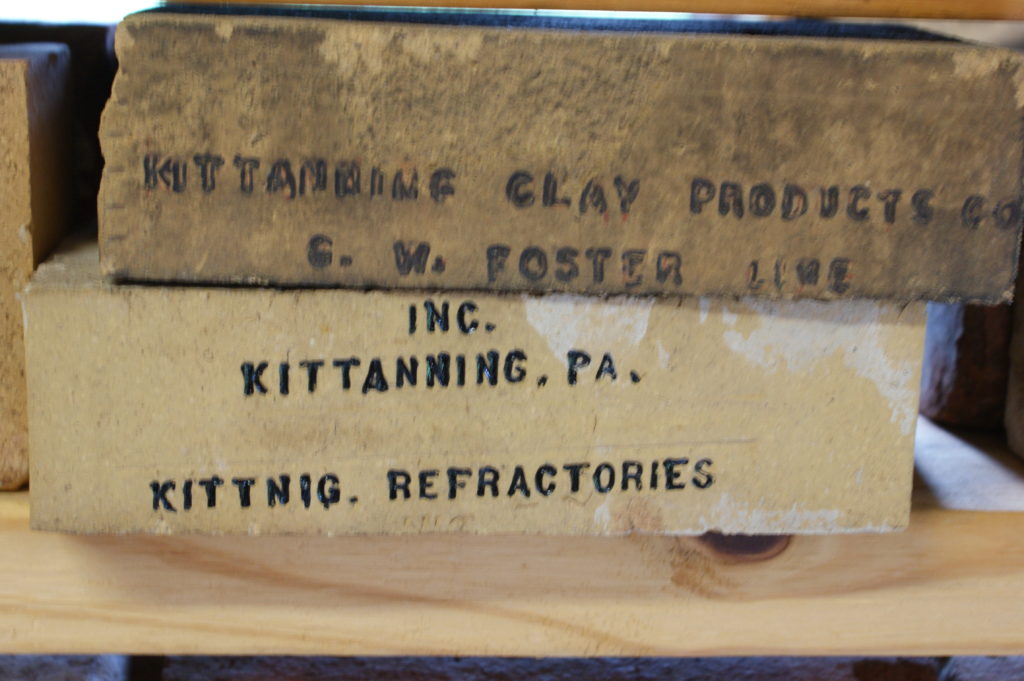 KITTANNING CLAY PRODUCTS CO
G. W. FOSTER LINE
INC.
KITTANNING, PA.
KITTNIG. REFRACTORIES